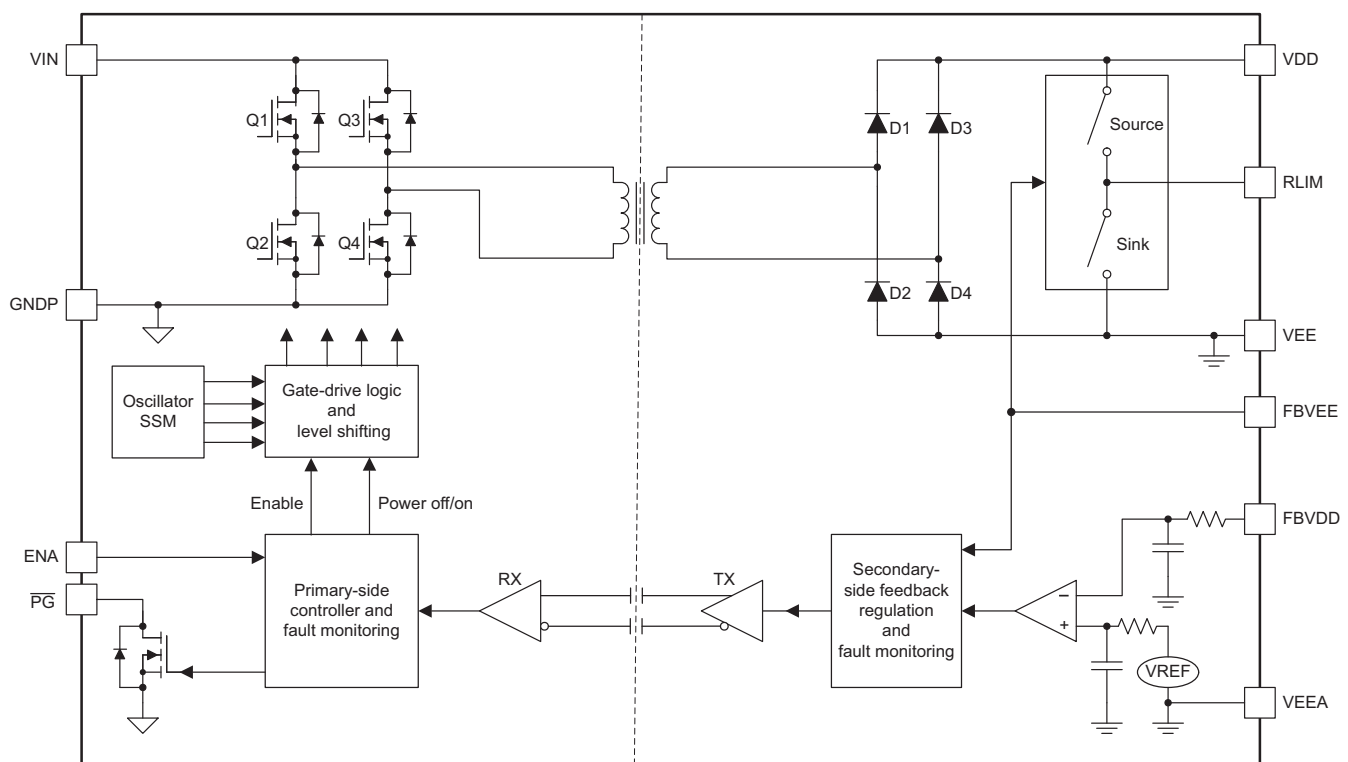 VIN
VDD
Q1
Q3
D1
D3
Source
RLIM
Q2
Q4
Sink
GNDP
D2
D4
VEE
Oscillator
SSM
Gate-drive logic
and
level shifting
FBVEE
Enable
Power off/on
FBVDD
ENA
PG
Primary-side
controller and
fault monitoring
RX
TX
Secondary-
side feedback
regulation
and
fault monitoring
–
+
VREF
VEEA